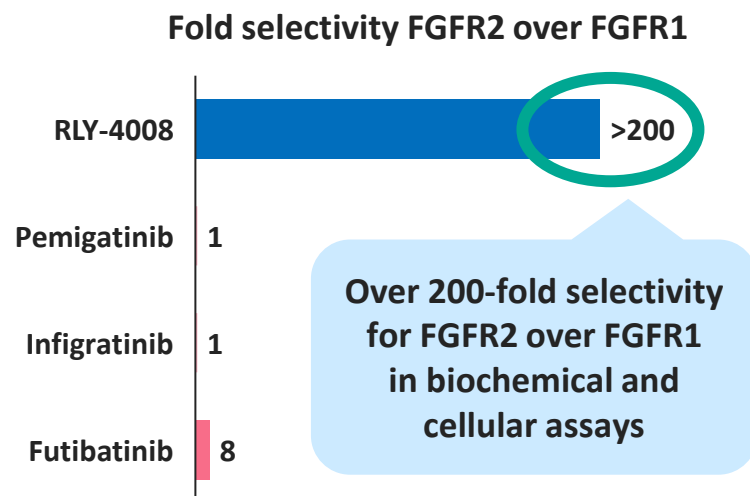 Fold selectivity FGFR2 over FGFR1
RLY-4008
>200
Pemigatinib
1
Infigratinib
1
Futibatinib
8
Over 200-fold selectivity
for FGFR2 over FGFR1
in biochemical and
cellular assays